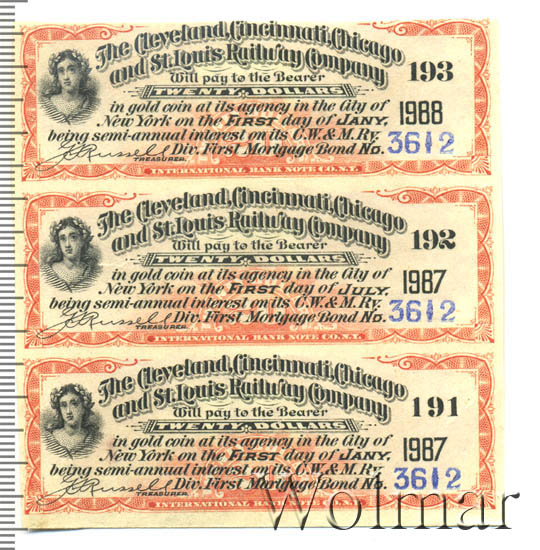 The Cleveland, Cincinnati, Chicago
and St. Louis Railway Company
193
Will pay to the Bearer
TWENTY DOLLARS
in gold coin at its agency in the City of
New York on the FIRST day of JANY, 1988
being semi-annual interest on its C.W. & M. Ry.
Div. First Mortgage Bond No. 3612
J. Russell
TREASURER.
INTERNATIONAL BANK NOTE CO. N.Y.
The Cleveland, Cincinnati, Chicago
and St. Louis Railway Company
192
Will pay to the Bearer
TWENTY DOLLARS
in gold coin at its agency in the City of
New York on the FIRST day of JULY, 1987
being semi-annual interest on its C.W. & M. Ry.
Div. First Mortgage Bond No. 3612
J. Russell
TREASURER.
INTERNATIONAL BANK NOTE CO. N.Y.
The Cleveland, Cincinnati, Chicago
and St. Louis Railway Company
191
Will pay to the Bearer
TWENTY DOLLARS
in gold coin at its agency in the City of
New York on the FIRST day of JANY, 1987
being semi-annual interest on its C.W. & M. Ry.
Div. First Mortgage Bond No. 3612
J. Russell
TREASURER.
INTERNATIONAL BANK NOTE CO. N.Y.
Wolmar